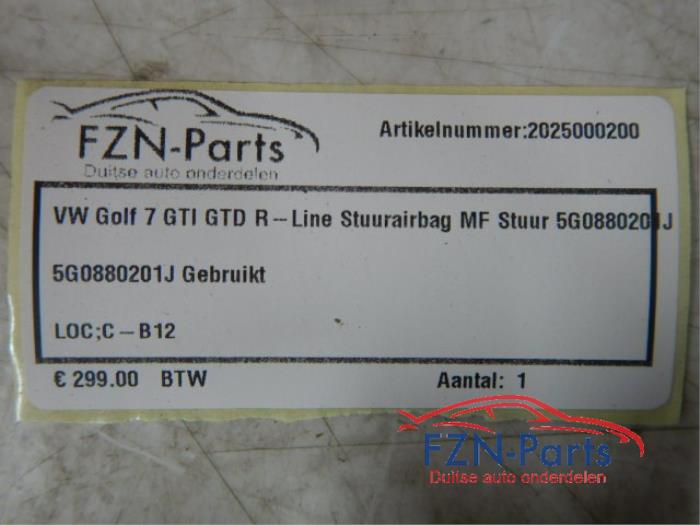 FZN-Parts
Duitse auto onderdelen
Artikelnummer:2025000200
VW Golf 7 GTI GTD R-Line Stuurairbag MF Stuur 5G0880201J
5G0880201J Gebruikt
LOC;C-B12
€ 299.00 BTW
Aantal: 1
FZN-Parts
Duitse auto onderdelen